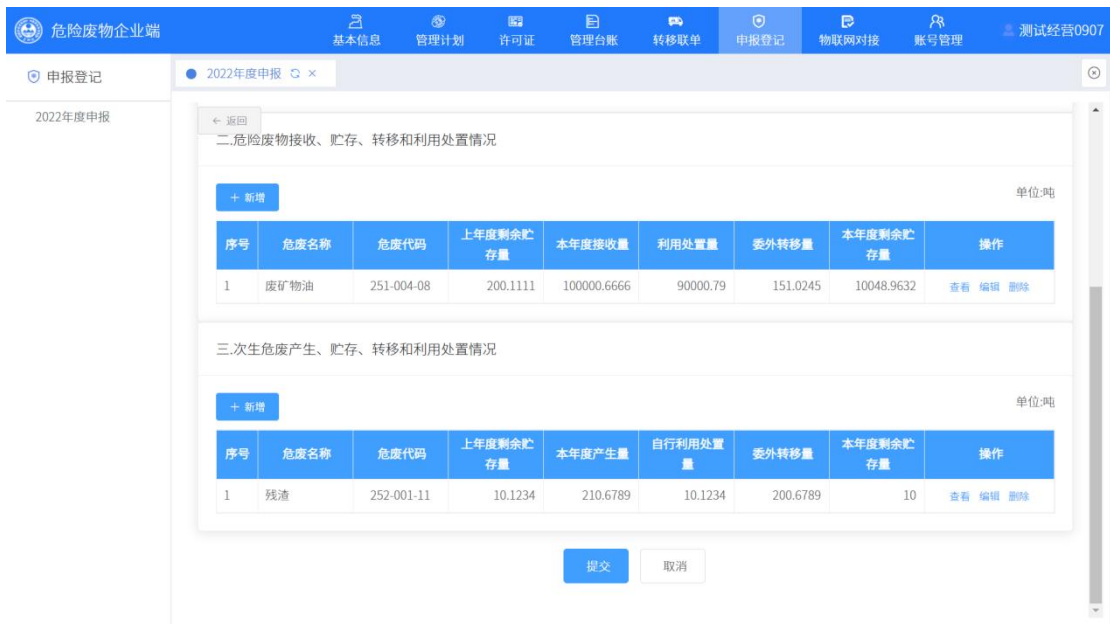 危险废物企业端
基本信息
管理计划
许可证
管理台账
转移联单
申报登记
物联网对接
账号管理
测试经营0907
申报登记
2022年度申报
2022年度申报
返回
二.危险废物接收、贮存、转移和利用处置情况
+ 新增
单位:吨
序号 危废名称 危废代码 上年度剩余贮存量 本年度接收量 利用处置量 委外转移量 本年度剩余贮存量 操作
1 废矿物油 251-004-08 200.1111 100000.6666 90000.79 151.0245 10048.9632 查看 编辑 删除
三.次生危废产生、贮存、转移和利用处置情况
+ 新增
单位:吨
序号 危废名称 危废代码 上年度剩余贮存量 本年度产生量 自行利用处置量 委外转移量 本年度剩余贮存量 操作
1 残渣 252-001-11 10.1234 210.6789 10.1234 200.6789 10 查看 编辑 删除
提交
取消